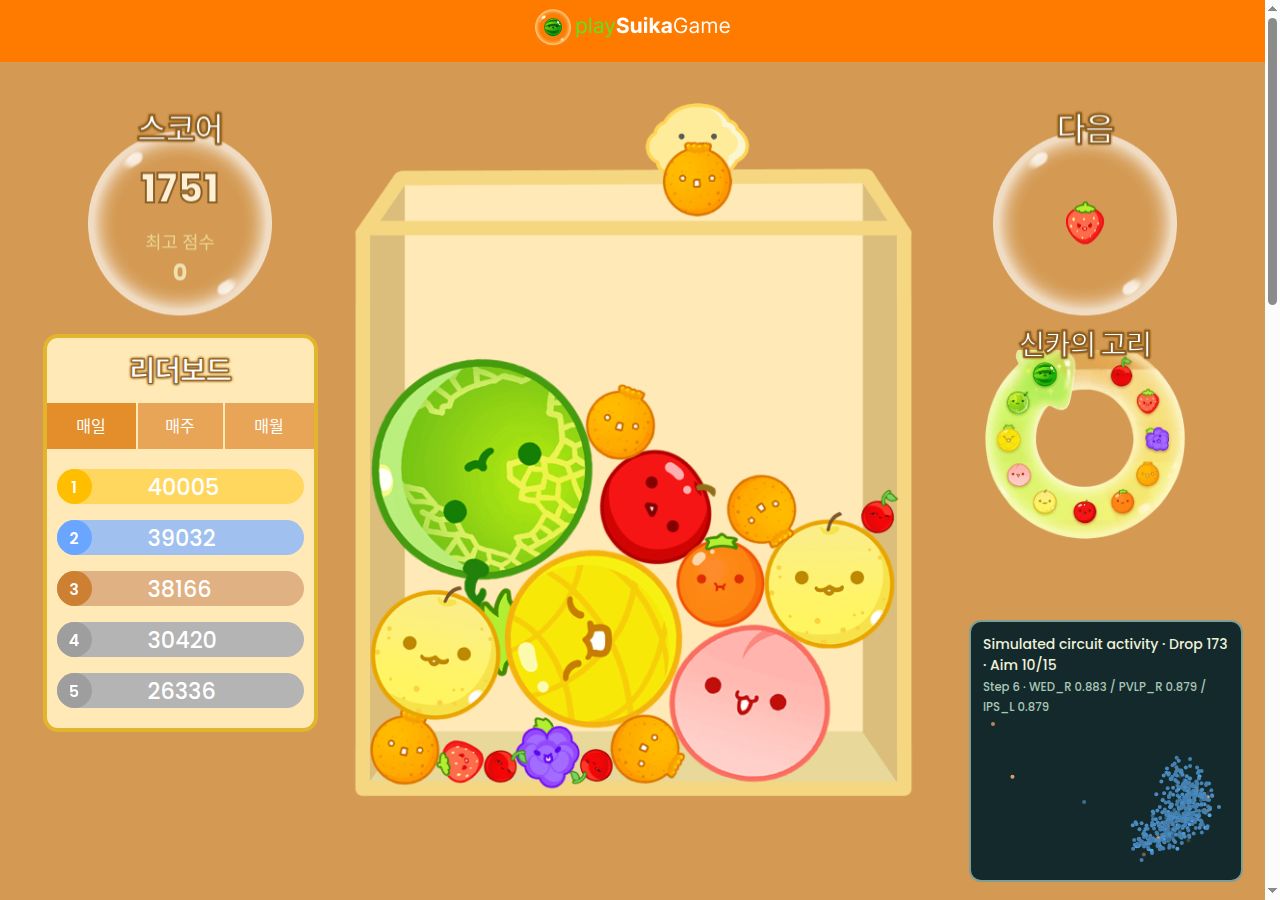 playSuikaGame
스코어
1751
최고 점수
0
다음
리더보드
매일 매주 매월
1 40005
2 39032
3 38166
4 30420
5 26336
신카의 고리
Simulated circuit activity · Drop 173
· Aim 10/15
Step 6 · WED_R 0.883 / PVLP_R 0.879 /
IPS_L 0.879